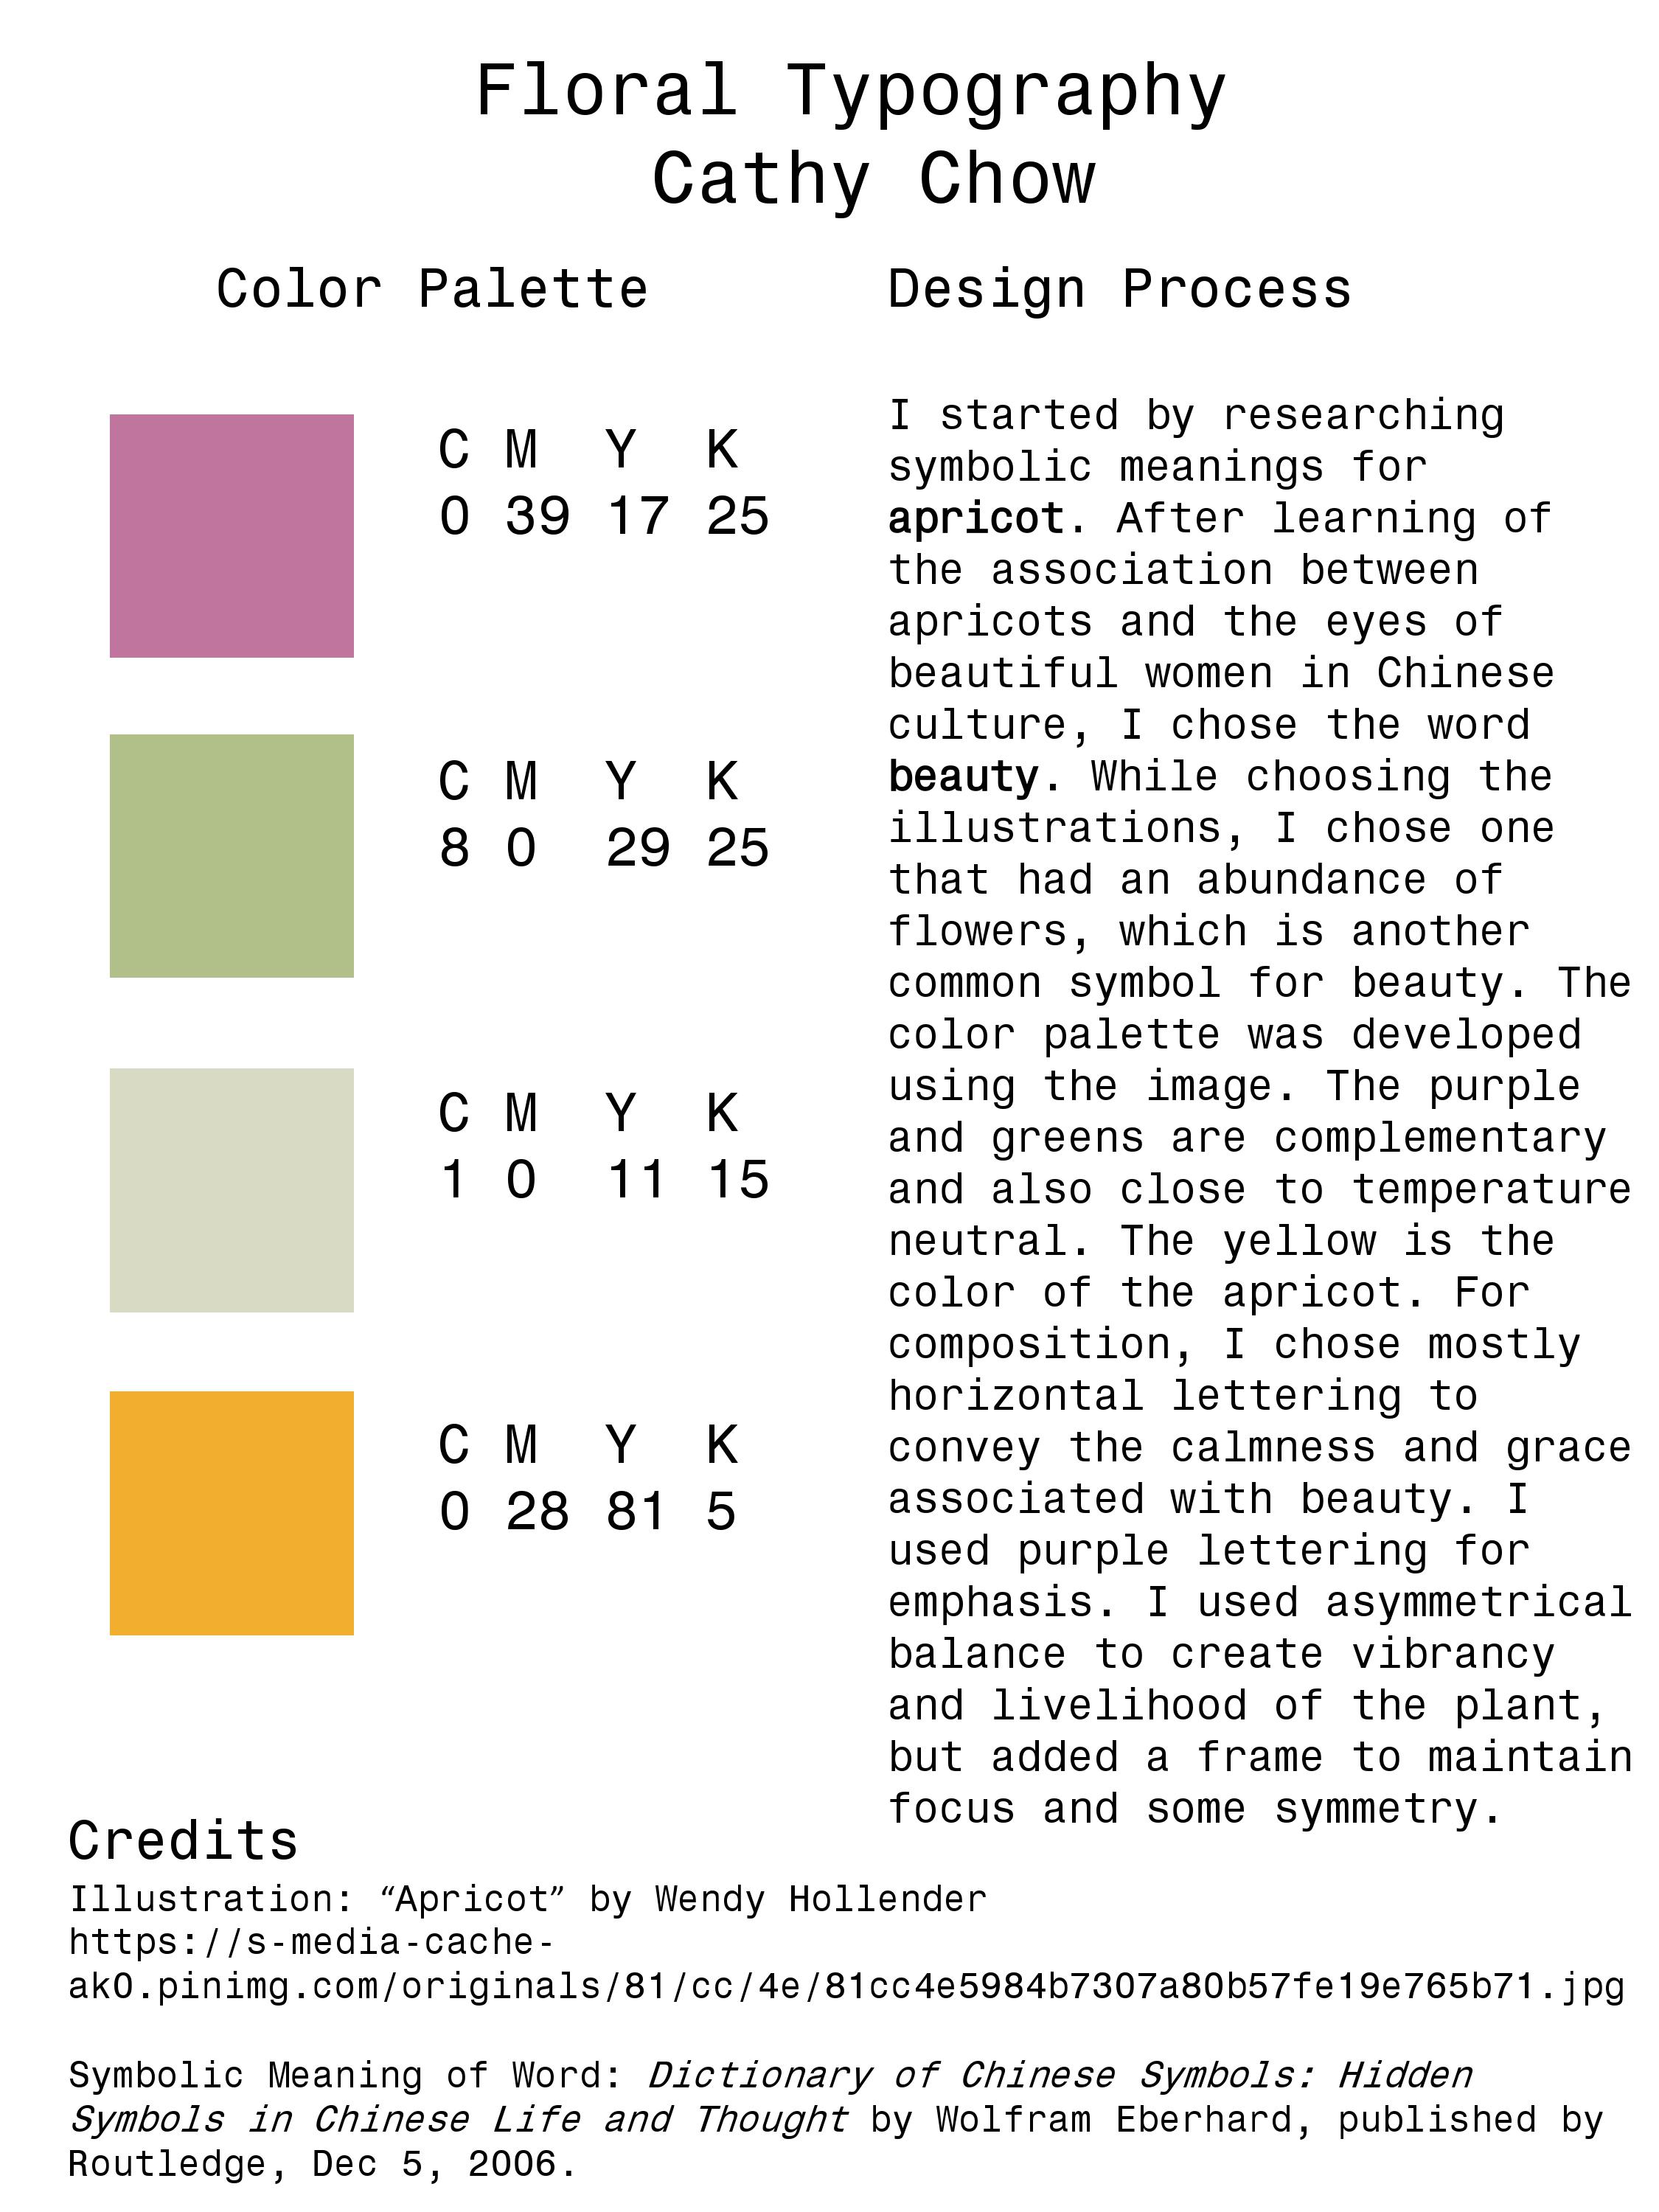 Floral Typography
Cathy Chow
Color Palette
C M Y K
0 39 17 25
C M Y K
8 0 29 25
C M Y K
1 0 11 15
C M Y K
0 28 81 5
Design Process
I started by researching
symbolic meanings for
apricot. After learning of
the association between
apricots and the eyes of
beautiful women in Chinese
culture, I chose the word
beauty. While choosing the
illustrations, I chose one
that had an abundance of
flowers, which is another
common symbol for beauty. The
color palette was developed
using the image. The purple
and greens are complementary
and also close to temperature
neutral. The yellow is the
color of the apricot. For
composition, I chose mostly
horizontal lettering to
convey the calmness and grace
associated with beauty. I
used purple lettering for
emphasis. I used asymmetrical
balance to create vibrancy
and livelihood of the plant,
but added a frame to maintain
focus and some symmetry.
Credits
Illustration: “Apricot” by Wendy Hollender
https://s-media-cache-
ak0.pinimg.com/originals/81/cc/4e/81cc4e5984b7307a80b57fe19e765b71.jpg
Symbolic Meaning of Word: Dictionary of Chinese Symbols: Hidden
Symbols in Chinese Life and Thought by Wolfram Eberhard, published by
Routledge, Dec 5, 2006.